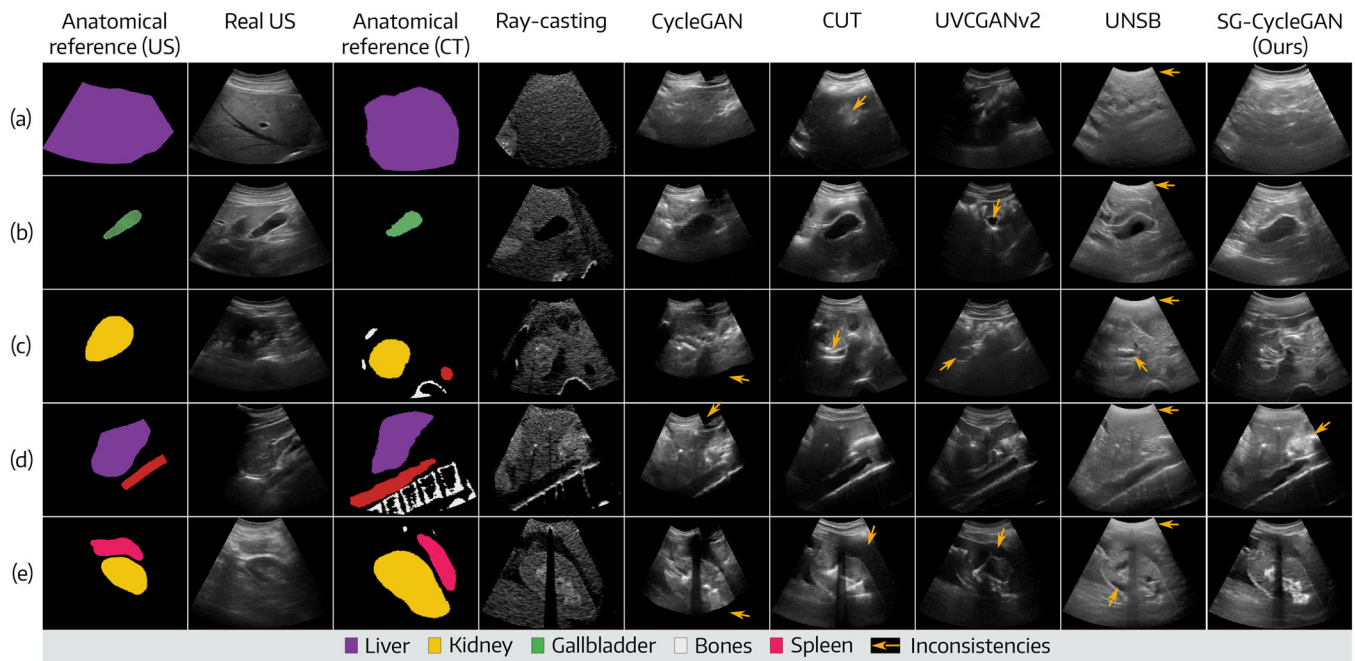 Anatomical reference (US)
Real US
Anatomical reference (CT)
Ray-casting
CycleGAN
CUT
UVCGANv2
UNSB
SG-CycleGAN (Ours)
(a)
(b)
(c)
(d)
(e)
Liver
Kidney
Gallbladder
Bones
Spleen
Inconsistencies